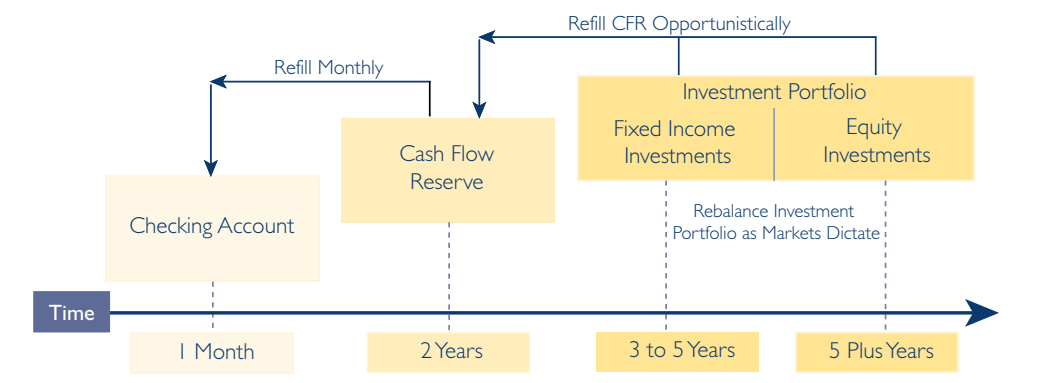 Refill CFR Opportunistically
Refill Monthly
Investment Portfolio
Fixed Income
Investments
Equity
Investments
Cash Flow
Reserve
Checking Account
Rebalance Investment
Portfolio as Markets Dictate
Time
1 Month
2 Years
3 to 5 Years
5 Plus Years